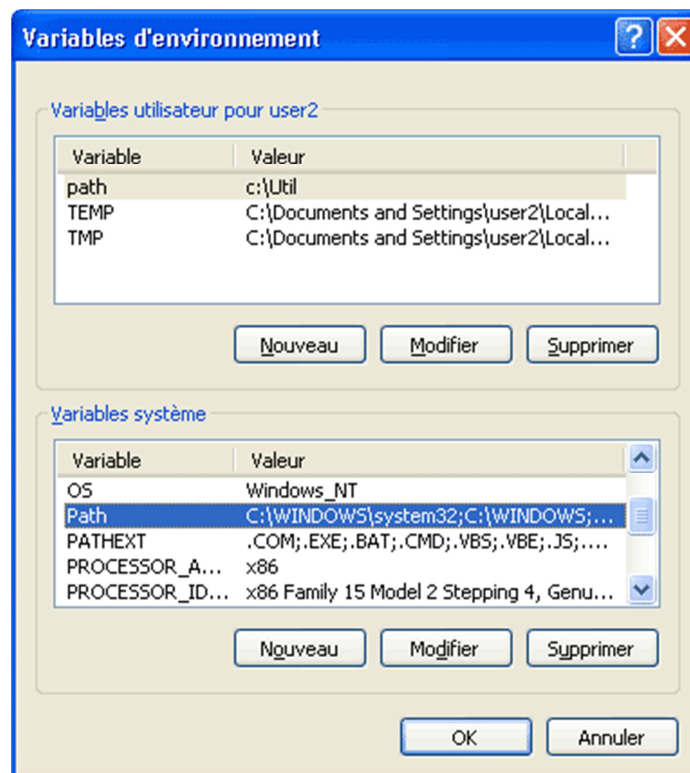 Variables d'environnement
Variables utilisateur pour user2
Variable Valeur
path c:\Util
TEMP C:\Documents and Settings\user2\Local...
TMP C:\Documents and Settings\user2\Local...
Nouveau Modifier Supprimer
Variables système
Variable Valeur
OS Windows_NT
Path C:\WINDOWS\system32;C:\WINDOWS;...
PATHEXT .COM;.EXE;.BAT;.CMD;.VBS;.VBE;.JS;....
PROCESSOR_A... x86
PROCESSOR_ID... x86 Family 15 Model 2 Stepping 4, Genu...
Nouveau Modifier Supprimer
OK Annuler